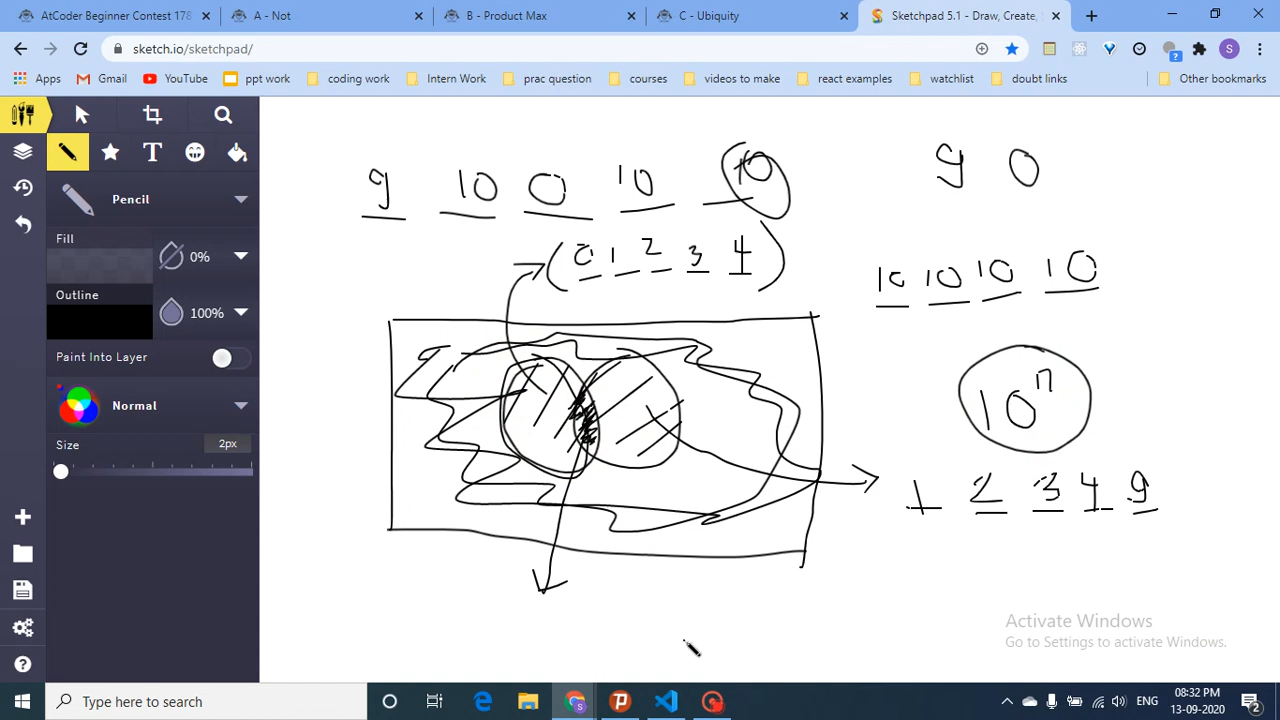 AtCoder Beginner Contest 178
A - Not
B - Product Max
C - Ubiquity
Sketchpad 5.1 - Draw, Create,
sketch.io/sketchpad/
Apps Gmail YouTube ppt work coding work Intern Work prac question courses videos to make react examples watchlist doubt links Other bookmarks
Pencil
Fill
0%
Outline
100%
Paint Into Layer
Normal
Size
2px
9 10 0 10 10
9 0
(0 1 2 3 4)
10 10 10 10
10^n
1 2 3 4 9
Activate Windows
Go to Settings to activate Windows.
Type here to search
ENG
08:32 PM
13-09-2020
2